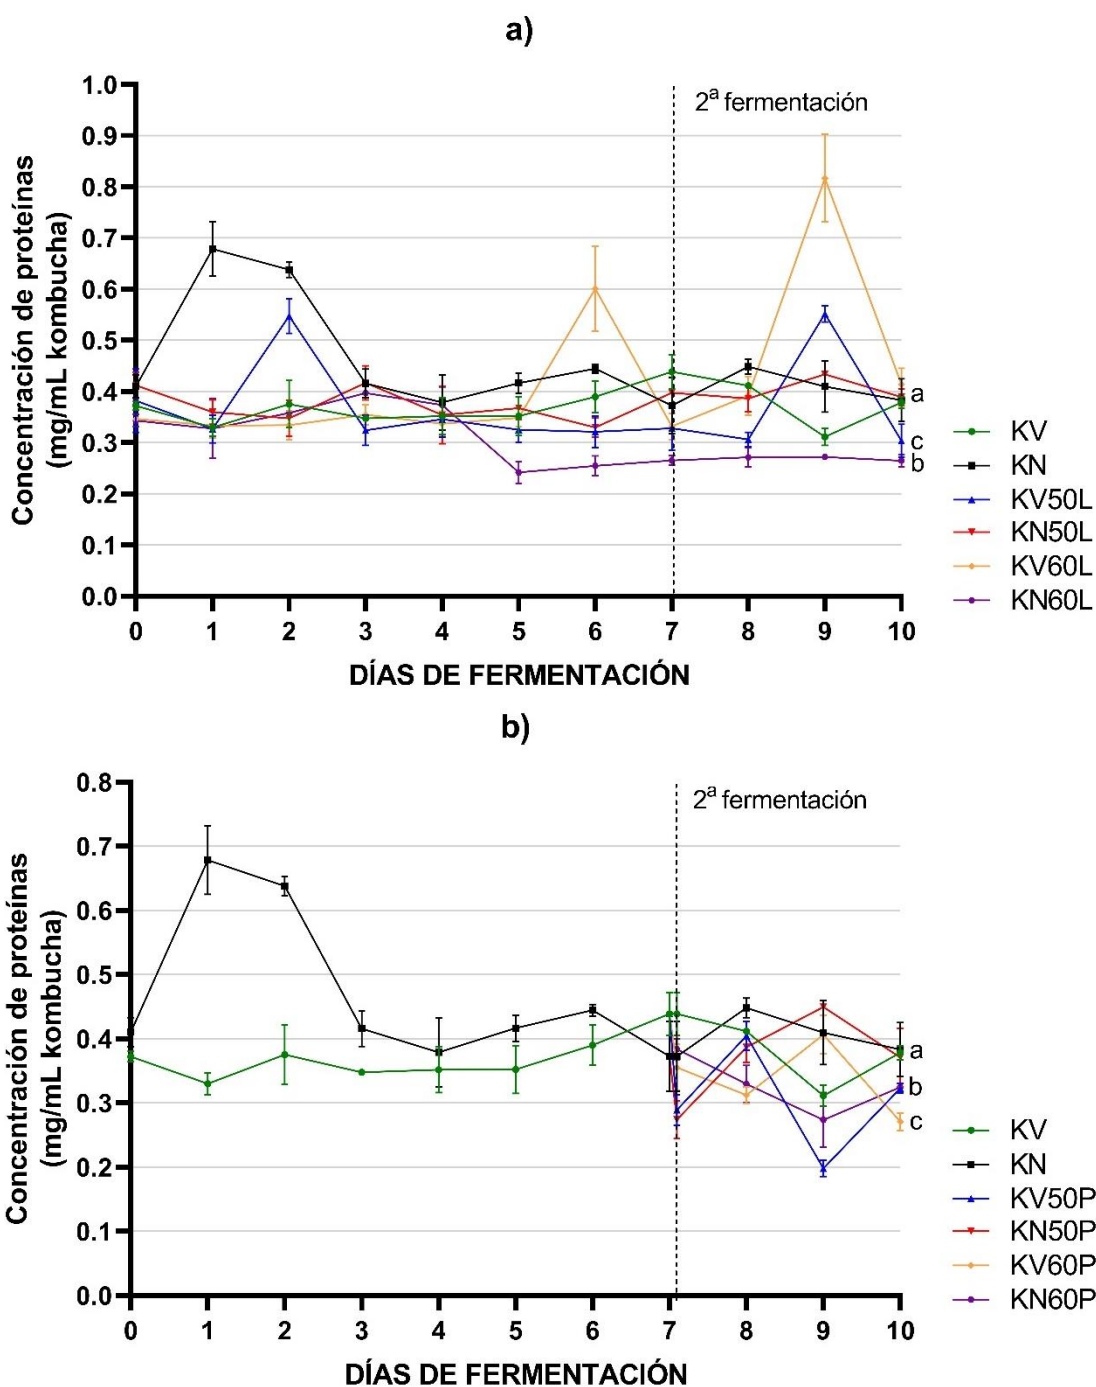 a)
Concentración de proteínas
(mg/mL kombucha)
1.0
0.9
0.8
0.7
0.6
0.5
0.4
0.3
0.2
0.1
0.0
2ª fermentación
a
c
b
KV
KN
KV50L
KN50L
KV60L
KN60L
0 1 2 3 4 5 6 7 8 9 10
DÍAS DE FERMENTACIÓN
b)
Concentración de proteínas
(mg/mL kombucha)
0.8
0.7
0.6
0.5
0.4
0.3
0.2
0.1
0.0
2ª fermentación
a
b
c
KV
KN
KV50P
KN50P
KV60P
KN60P
0 1 2 3 4 5 6 7 8 9 10
DÍAS DE FERMENTACIÓN